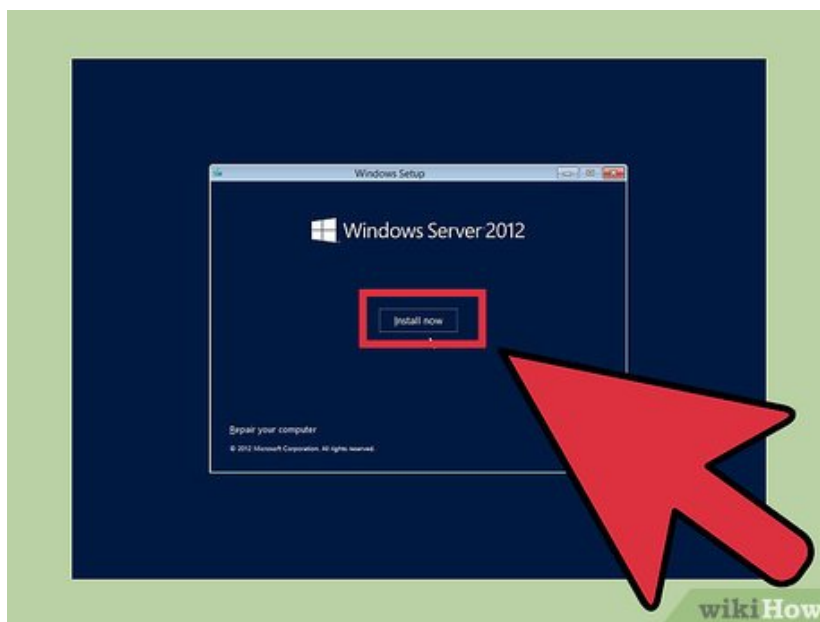 Windows Setup
Windows Server 2012
Install now
Repair your computer
© 2012 Microsoft Corporation. All rights reserved.
wikiHow